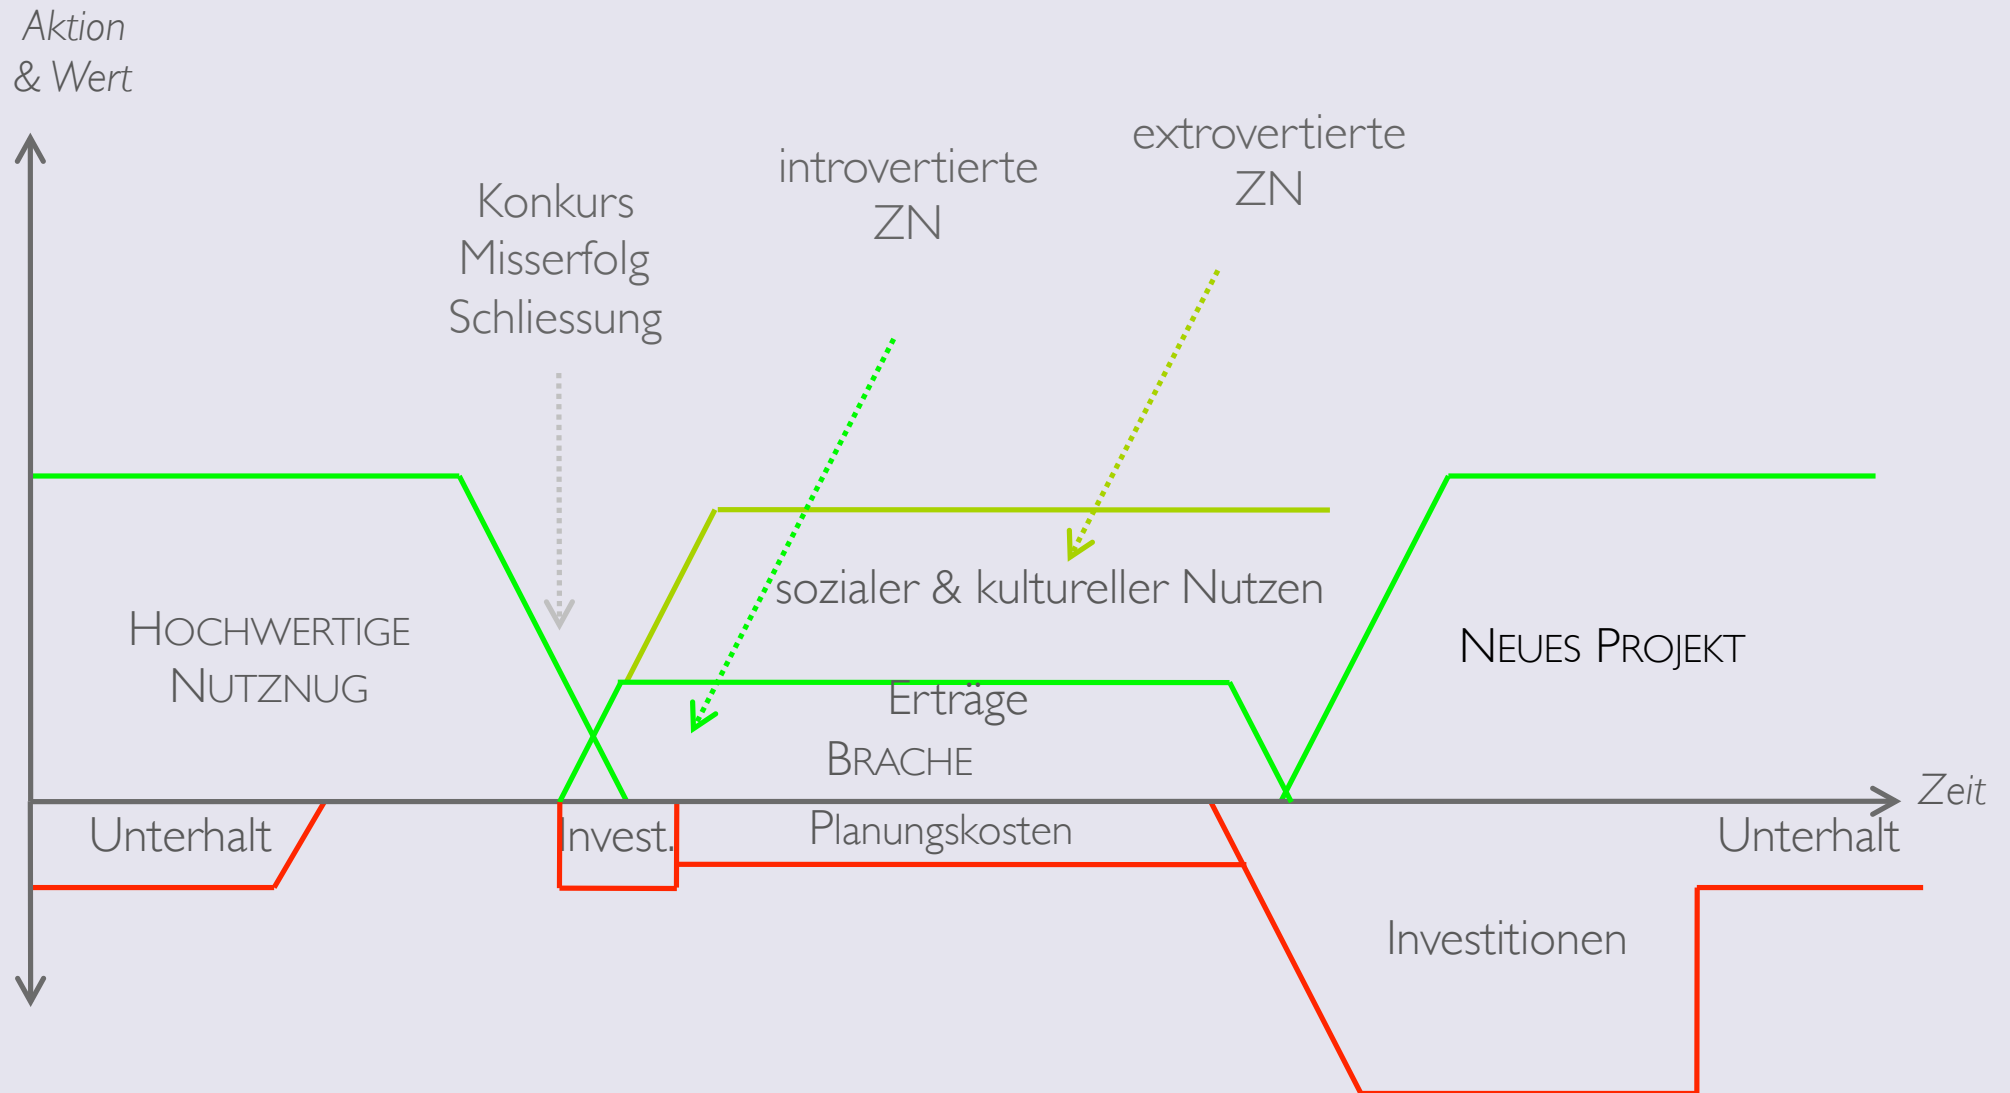 Aktion
& Wert
extrovertierte
ZN
introvertierte
ZN
Konkurs
Misserfolg
Schliessung
sozialer & kultureller Nutzen
HOCHWERTIGE
NUTZNUG
NEUES PROJEKT
Erträge
BRACHE
Zeit
Unterhalt
Invest.
Planungskosten
Unterhalt
Investitionen